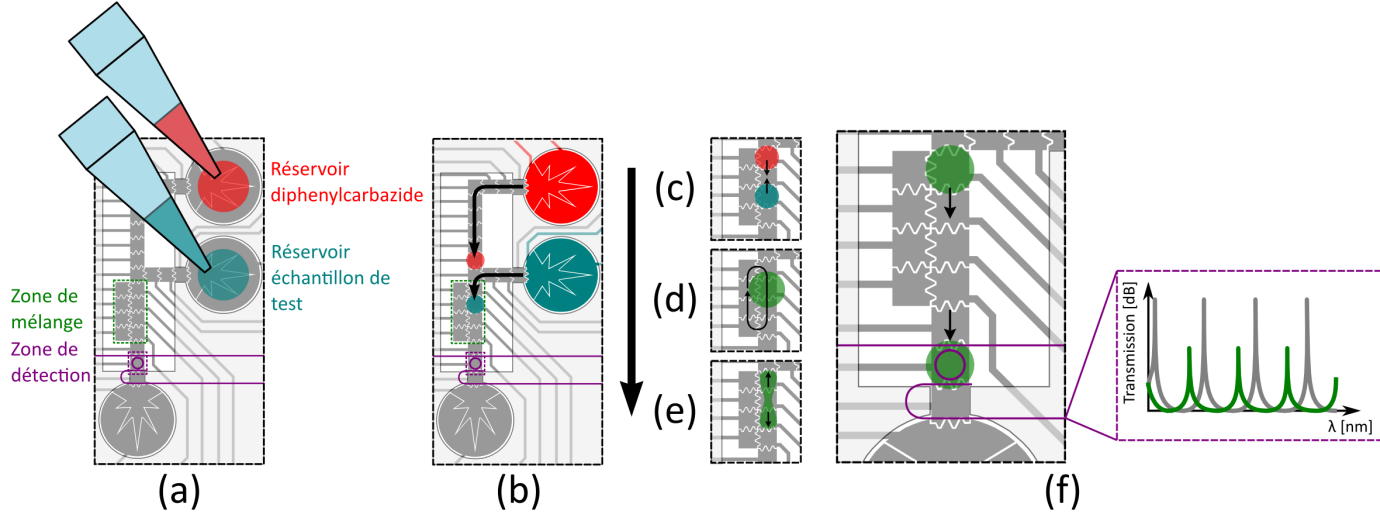 Réservoir
diphenylcarbazide
Réservoir
échantillon de
test
Zone de
mélange
Zone de
détection
(a)
(b)
(c)
(d)
(e)
(f)
Transmission [dB]
λ [nm]